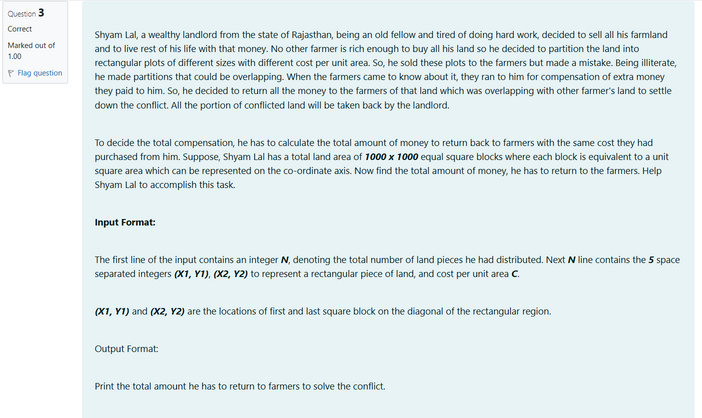 Question 3
Correct
Marked out of
1.00
Flag question
Shyam Lal, a wealthy landlord from the state of Rajasthan, being an old fellow and tired of doing hard work, decided to sell all his farmland
and to live rest of his life with that money. No other farmer is rich enough to buy all his land so he decided to partition the land into
rectangular plots of different sizes with different cost per unit area. So, he sold these plots to the farmers but made a mistake. Being illiterate,
he made partitions that could be overlapping. When the farmers came to know about it, they ran to him for compensation of extra money
they paid to him. So, he decided to return all the money to the farmers of that land which was overlapping with other farmer's land to settle
down the conflict. All the portion of conflicted land will be taken back by the landlord.
To decide the total compensation, he has to calculate the total amount of money to return back to farmers with the same cost they had
purchased from him. Suppose, Shyam Lal has a total land area of 1000 x 1000 equal square blocks where each block is equivalent to a unit
square area which can be represented on the co-ordinate axis. Now find the total amount of money, he has to return to the farmers. Help
Shyam Lal to accomplish this task.
Input Format:
The first line of the input contains an integer N, denoting the total number of land pieces he had distributed. Next N line contains the 5 space
separated integers (X1, Y1), (X2, Y2) to represent a rectangular piece of land, and cost per unit area C.
(X1, Y1) and (X2, Y2) are the locations of first and last square block on the diagonal of the rectangular region.
Output Format:
Print the total amount he has to return to farmers to solve the conflict.